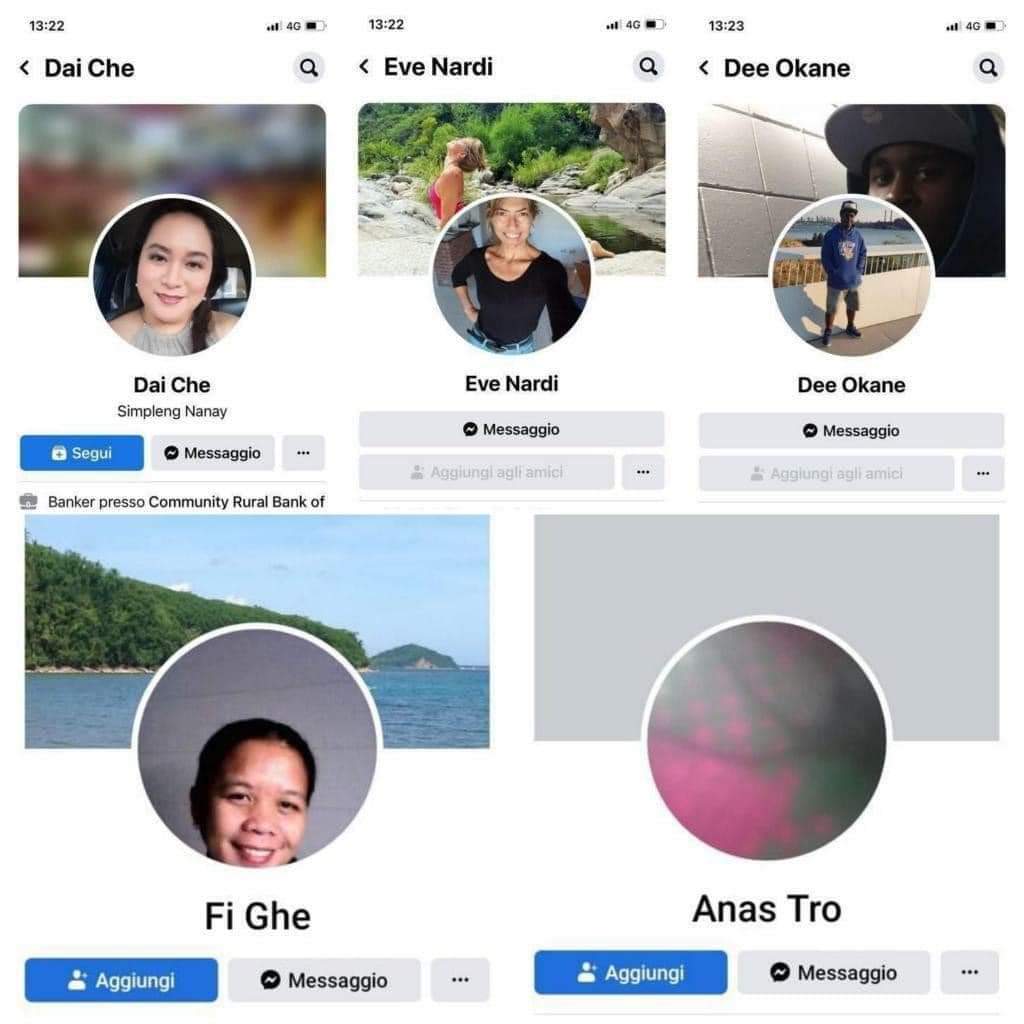 13:22
4G
Dai Che
Dai Che
Simpleng Nanay
Segui
Messaggio
Banker presso Community Rural Bank of
13:22
4G
Eve Nardi
Eve Nardi
Messaggio
Aggiungi agli amici
13:23
4G
Dee Okane
Dee Okane
Messaggio
Aggiungi agli amici
Fi Ghe
Aggiungi
Messaggio
Anas Tro
Aggiungi
Messaggio